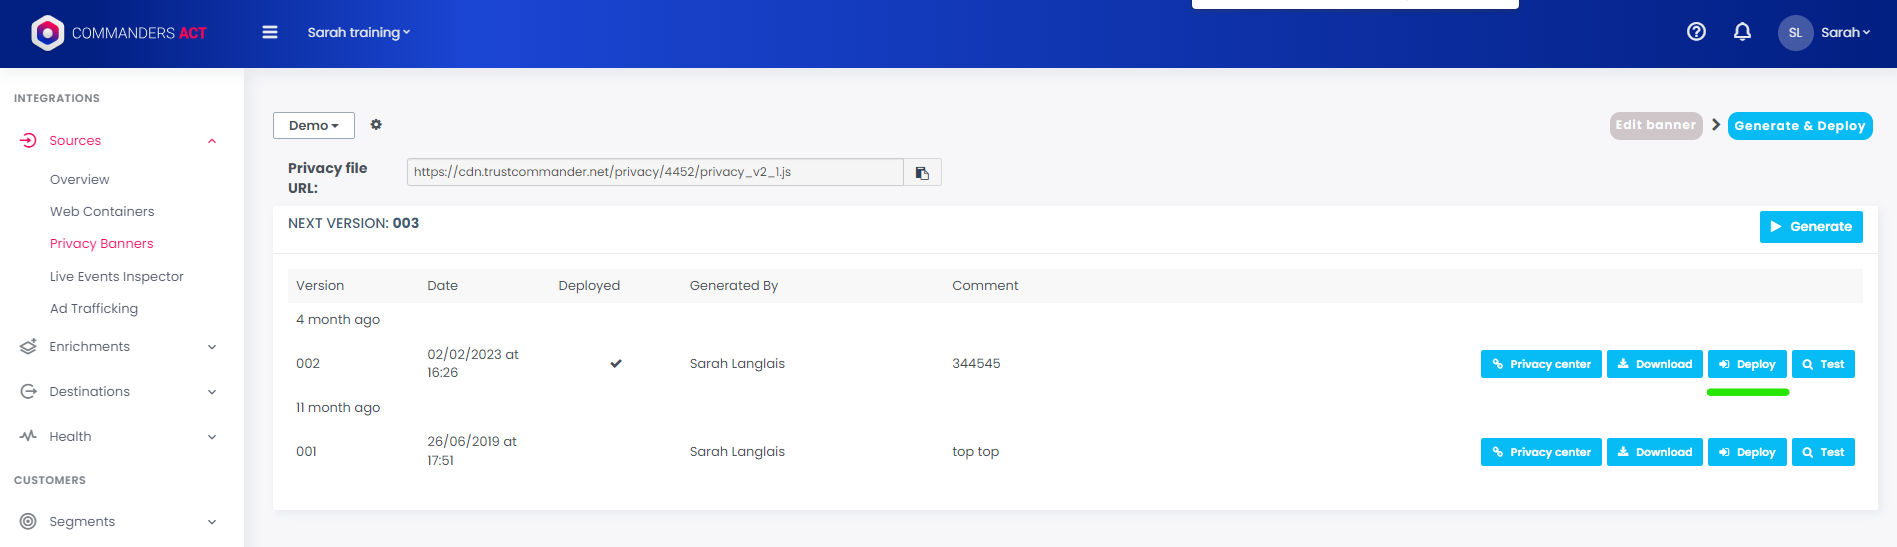 COMMANDERS ACT
Sarah training
SL
Sarah
INTEGRATIONS
Sources
Overview
Web Containers
Privacy Banners
Live Events Inspector
Ad Trafficking
Enrichments
Destinations
Health
CUSTOMERS
Segments
Demo
Edit banner
Generate & Deploy
Privacy file
URL:
https://cdn.trustcommander.net/privacy/4452/privacy_v2_1.js
NEXT VERSION: 003
Generate
Version Date Deployed Generated By Comment
4 month ago
002 02/02/2023 at
16:26
Sarah Langlais 344545 Privacy center Download Deploy Test
11 month ago
001 26/06/2019 at
17:51
Sarah Langlais top top Privacy center Download Deploy Test